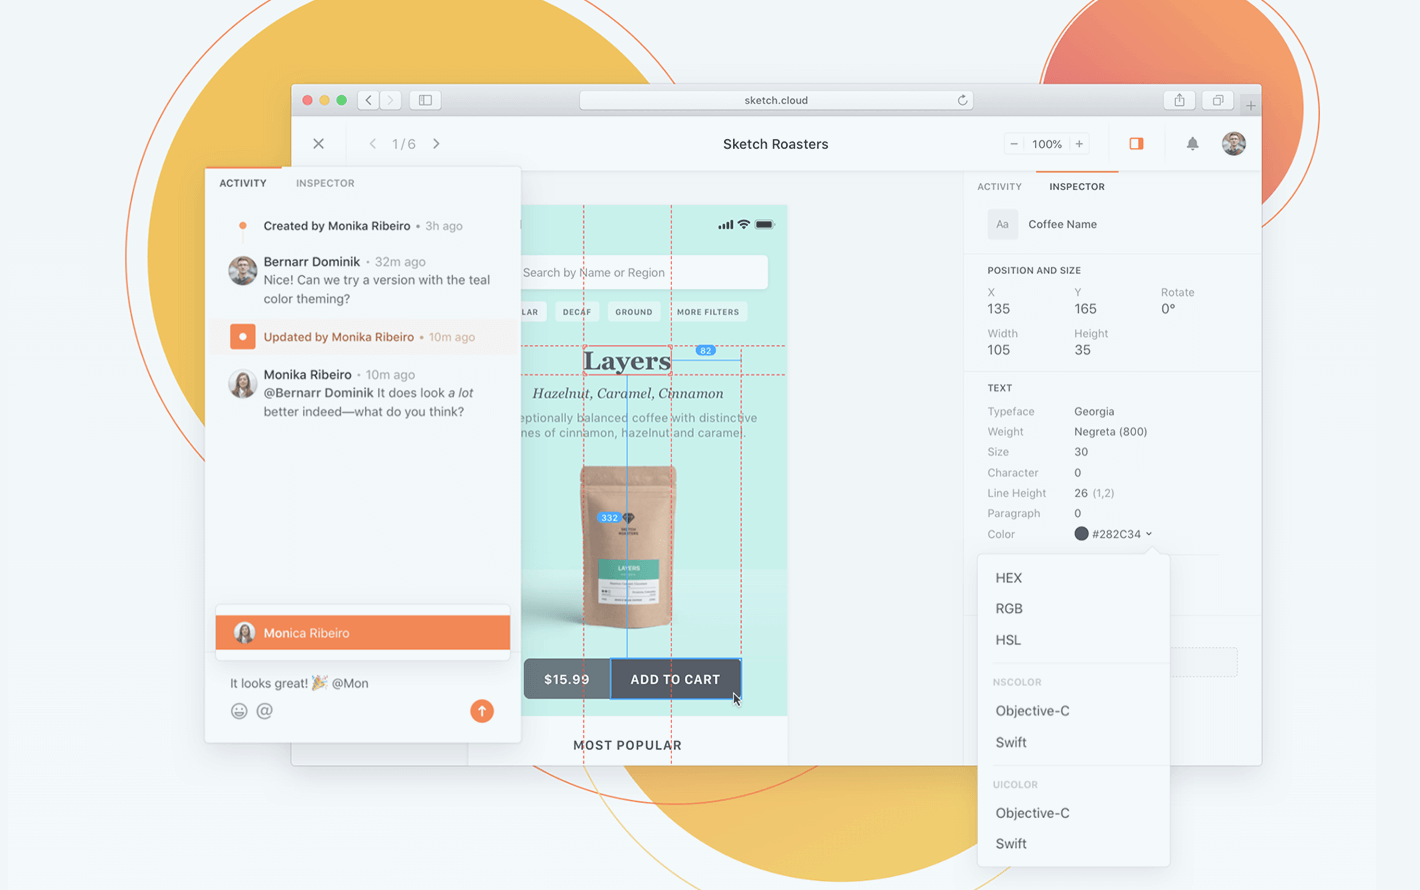 sketch.cloud
1/6
Sketch Roasters
100%
ACTIVITY
INSPECTOR
Created by Monika Ribeiro • 3h ago
Bernarr Dominik • 32m ago
Nice! Can we try a version with the teal
color theming?
Updated by Monika Ribeiro • 10m ago
Monika Ribeiro • 10m ago
@Bernarr Dominik It does look a lot
better indeed—what do you think?
Monica Ribeiro
It looks great! 🎉 @Mon
Search by Name or Region
LAR
DECAF
GROUND
MORE FILTERS
82
Layers
Hazelnut, Caramel, Cinnamon
eptionally balanced coffee with distinctive
nes of cinnamon, hazelnut and caramel.
332
SKETCH
ROASTERS
LAYERS
$15.99
ADD TO CART
MOST POPULAR
ACTIVITY
INSPECTOR
Aa
Coffee Name
POSITION AND SIZE
X
Y
Rotate
135
165
0°
Width
Height
105
35
TEXT
Typeface Georgia
Weight Negreta (800)
Size 30
Character 0
Line Height 26 (1,2)
Paragraph 0
Color #282C34
HEX
RGB
HSL
NSCOLOR
Objective-C
Swift
UICOLOR
Objective-C
Swift